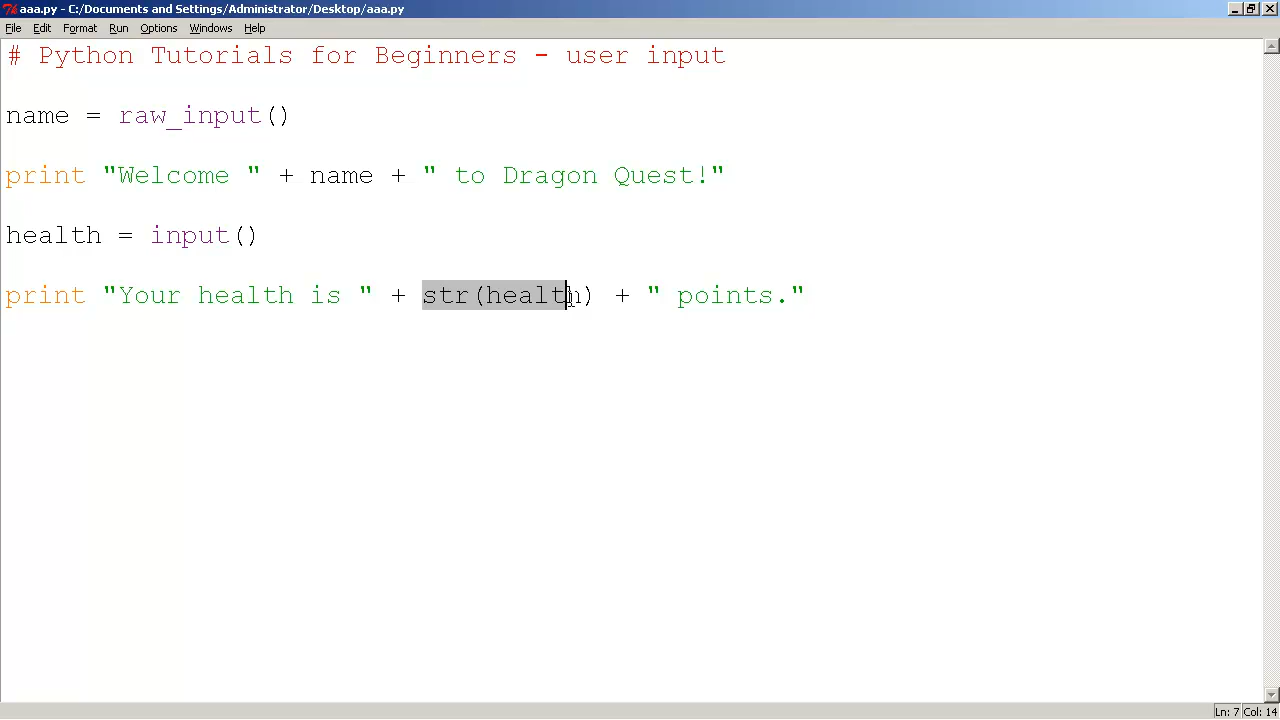 aaa.py - C:/Documents and Settings/Administrator/Desktop/aaa.py
File Edit Format Run Options Windows Help
# Python Tutorials for Beginners - user input
name = raw_input()
print "Welcome " + name + " to Dragon Quest!"
health = input()
print "Your health is " + str(health) + " points."
Ln: 7 Col: 14